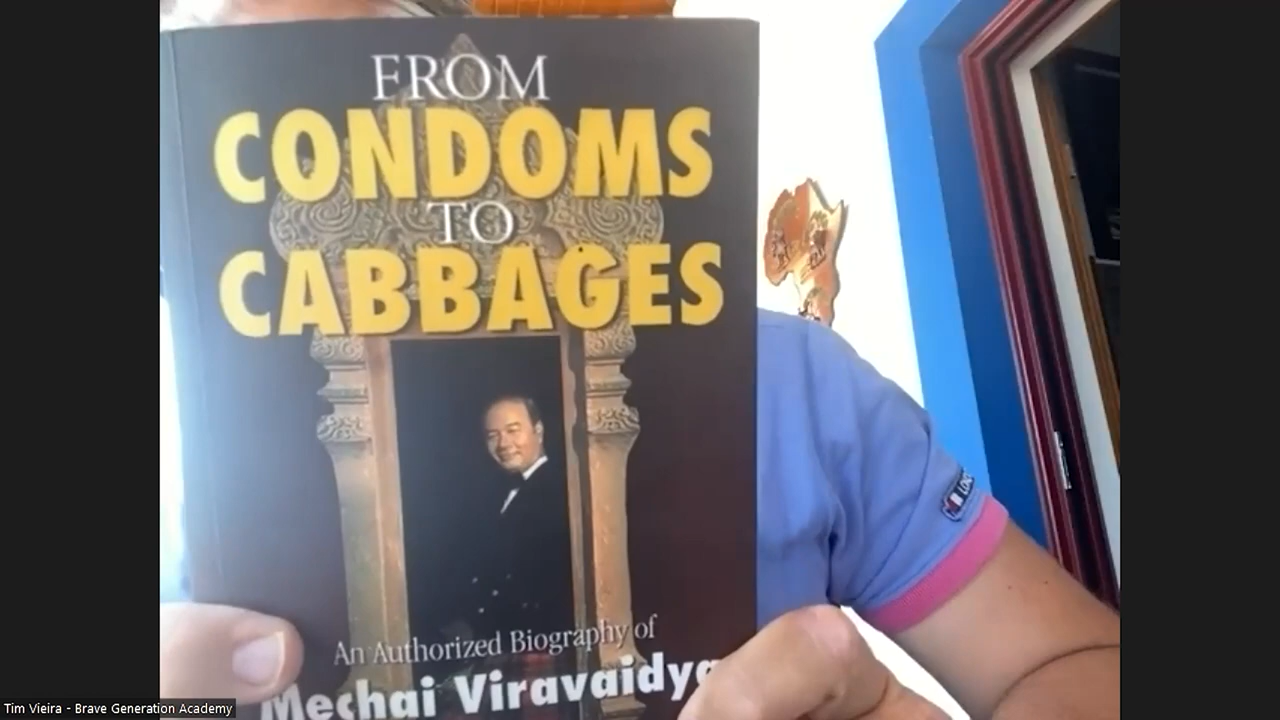 FROM
CONDOMS
TO
CABBAGES
An Authorized Biography of
Mechai Viravaidya
Tim Vieira - Brave Generation Academy